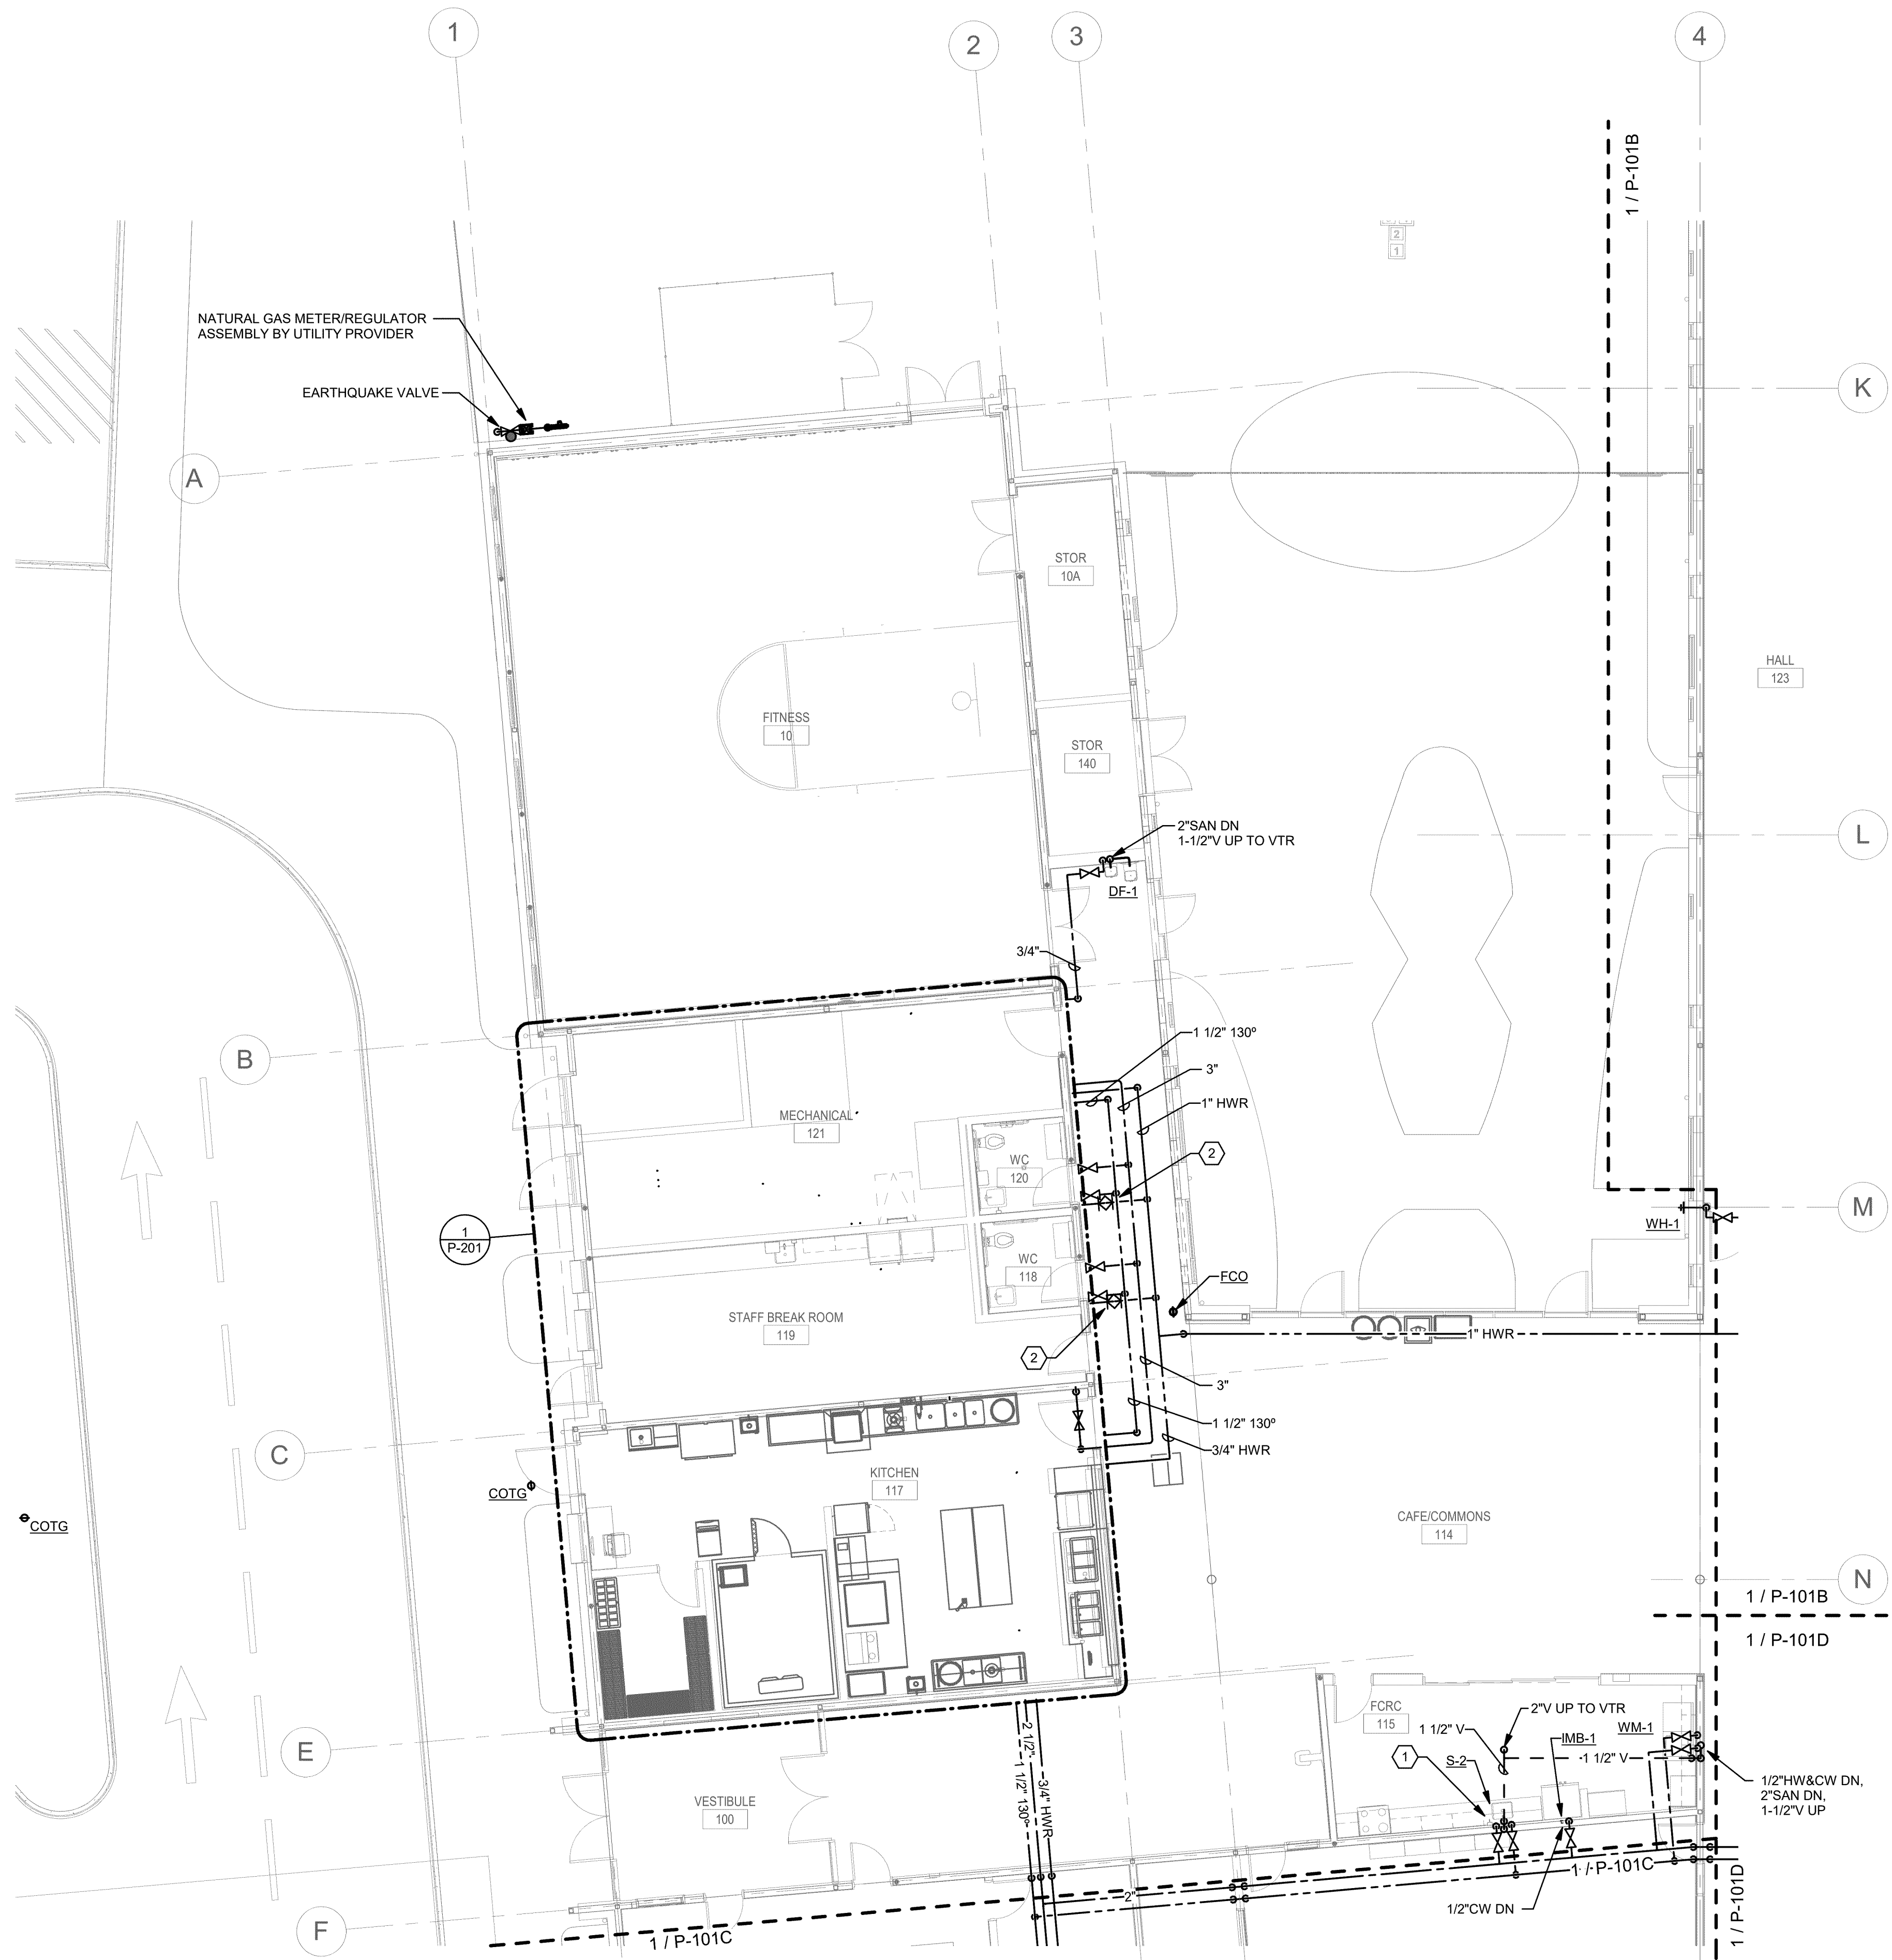 1
2
3
4
1 / P-101B
2
1
NATURAL GAS METER/REGULATOR
ASSEMBLY BY UTILITY PROVIDER
EARTHQUAKE VALVE
K
A
STOR
10A
HALL
123
FITNESS
10
STOR
140
2"SAN DN
1-1/2"V UP TO VTR
L
DF-1
3/4"
B
1 1/2" 130º
3"
1" HWR
MECHANICAL
121
2
WC
120
M
WH-1
1
P-201
WC
118
FCO
STAFF BREAK ROOM
119
1" HWR
2
3"
1 1/2" 130º
3/4" HWR
C
KITCHEN
117
COTG
COTG
CAFE/COMMONS
114
N
1 / P-101B
1 / P-101D
FCRC
115
2"V UP TO VTR
1 1/2" V
IMB-1
WM-1
1
S-2
1 1/2" V
E
2 1/2"
1 1/2" 130º
3/4" HWR
1/2"HW&CW DN,
2"SAN DN,
1-1/2"V UP
VESTIBULE
100
1 / P-101C
2"
1/2"CW DN
1 / P-101D
F
1 / P-101C